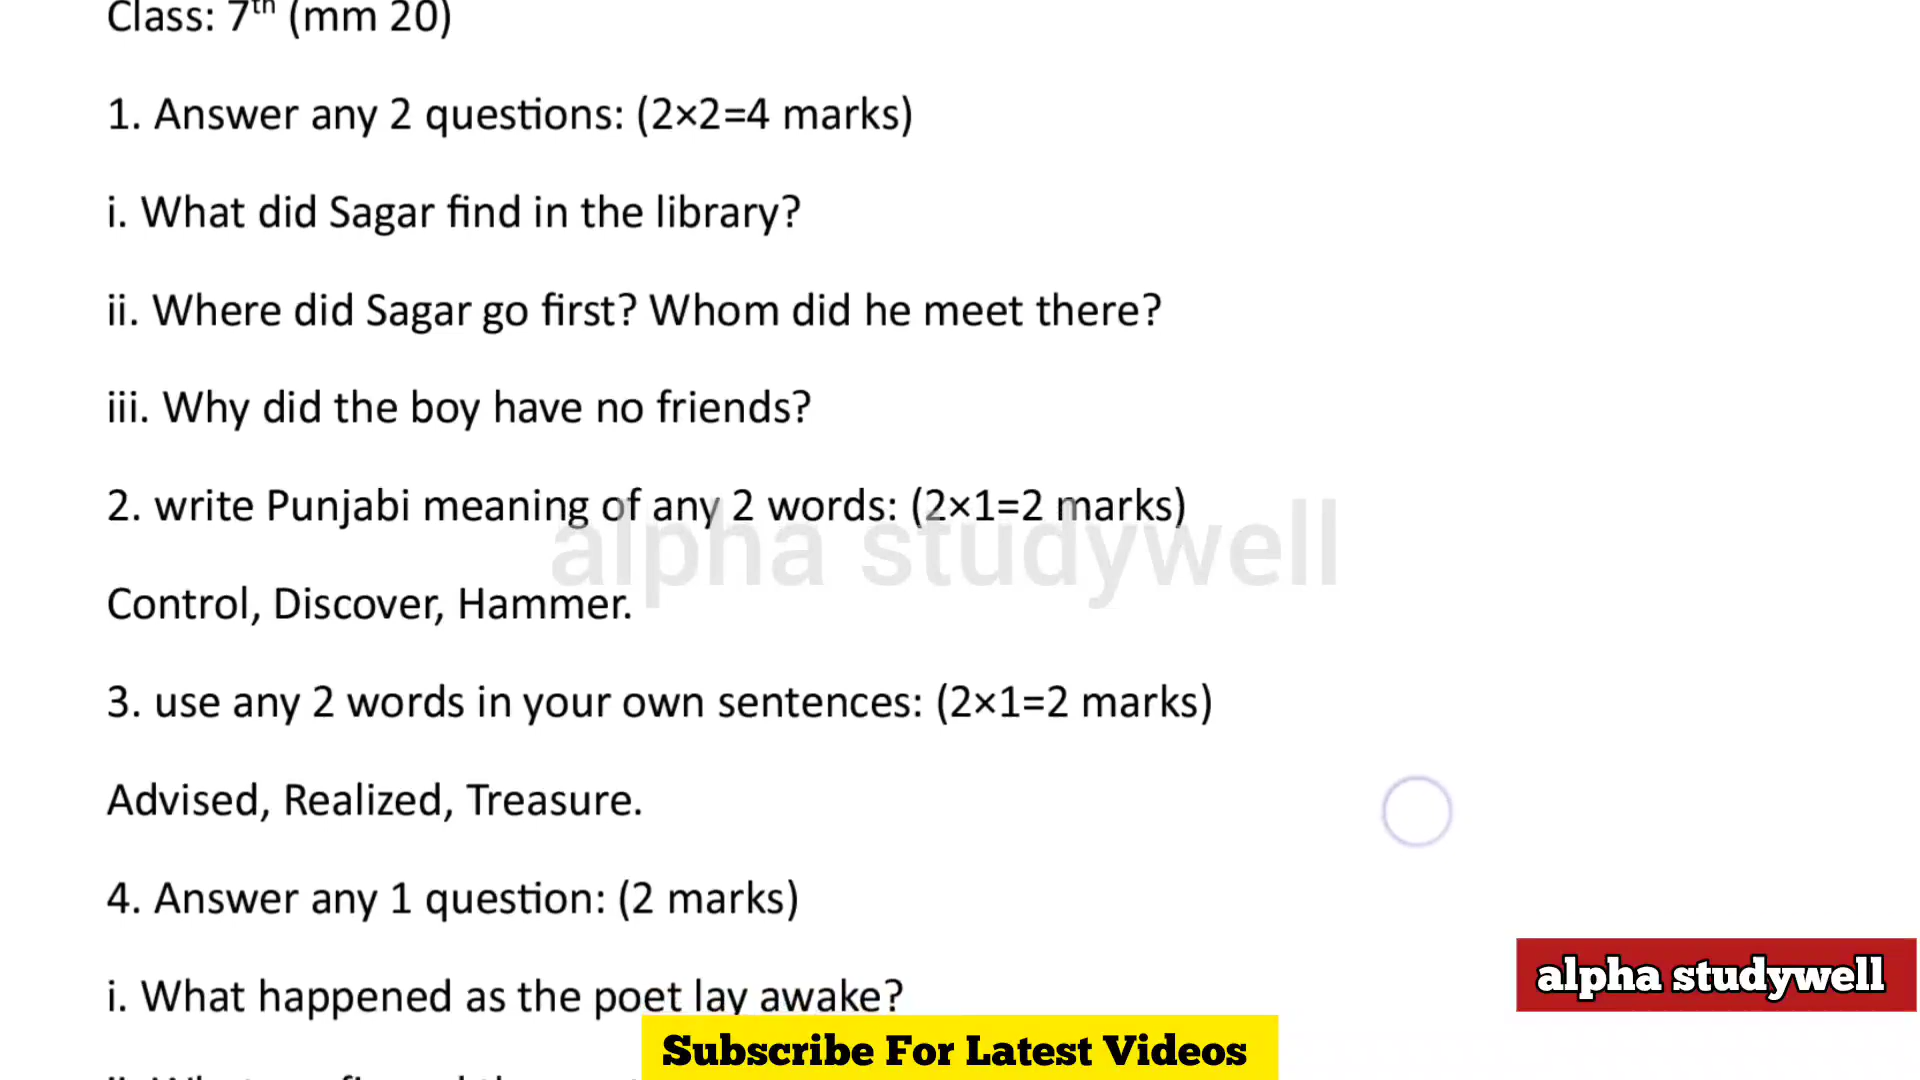 Class: 7th (mm 20)
1. Answer any 2 questions: (2×2=4 marks)
i. What did Sagar find in the library?
ii. Where did Sagar go first? Whom did he meet there?
iii. Why did the boy have no friends?
2. write Punjabi meaning of any 2 words: (2×1=2 marks)
alpha studywell
Control, Discover, Hammer.
3. use any 2 words in your own sentences: (2×1=2 marks)
Advised, Realized, Treasure.
4. Answer any 1 question: (2 marks)
alpha studywell
i. What happened as the poet lay awake?
Subscribe For Latest Videos